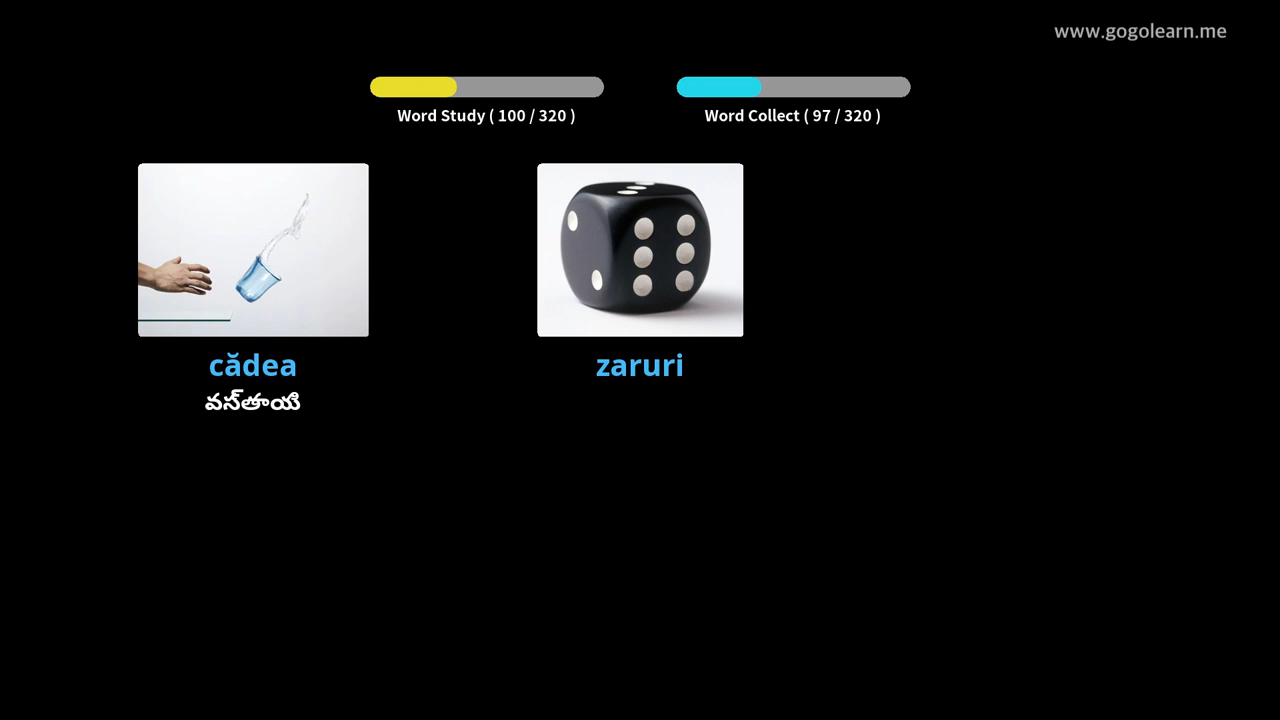 www.gogolearn.me
Word Study ( 100 / 320 )
Word Collect ( 97 / 320 )
cădea
zaruri
వస్తాయి